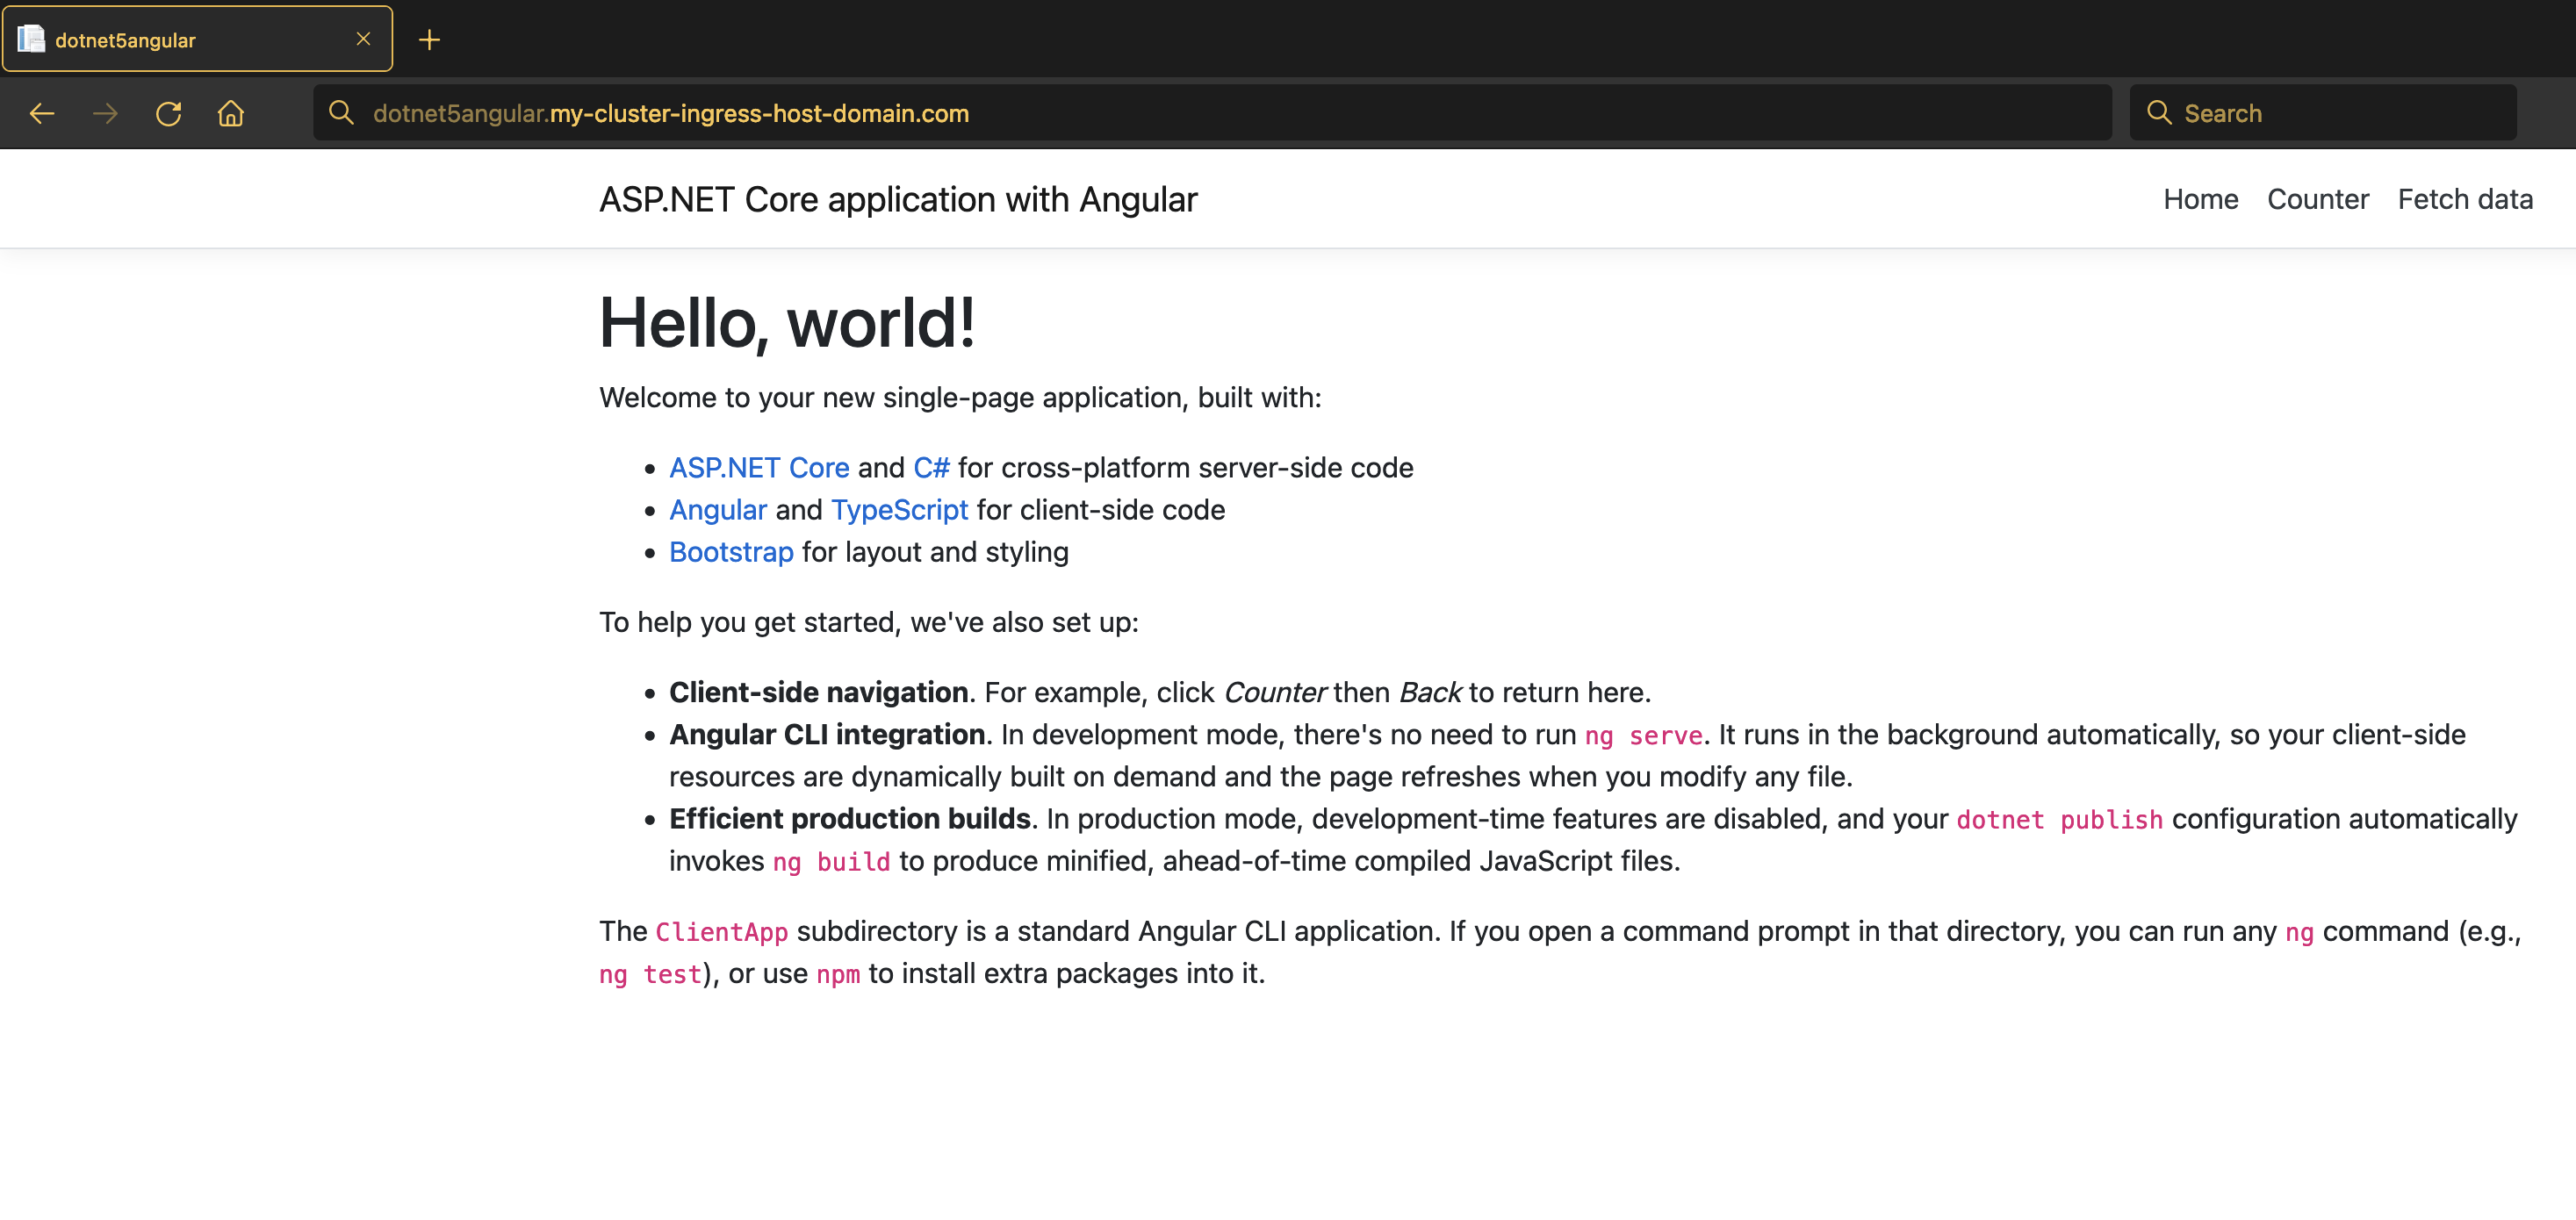 dotnet5angular
dotnet5angular.my-cluster-ingress-host-domain.com
Search
ASP.NET Core application with Angular
Home Counter Fetch data
Hello, world!
Welcome to your new single-page application, built with:
• ASP.NET Core and C# for cross-platform server-side code
• Angular and TypeScript for client-side code
• Bootstrap for layout and styling
To help you get started, we've also set up:
• Client-side navigation. For example, click Counter then Back to return here.
• Angular CLI integration. In development mode, there's no need to run ng serve. It runs in the background automatically, so your client-side
resources are dynamically built on demand and the page refreshes when you modify any file.
• Efficient production builds. In production mode, development-time features are disabled, and your dotnet publish configuration automatically
invokes ng build to produce minified, ahead-of-time compiled JavaScript files.
The ClientApp subdirectory is a standard Angular CLI application. If you open a command prompt in that directory, you can run any ng command (e.g.,
ng test), or use npm to install extra packages into it.